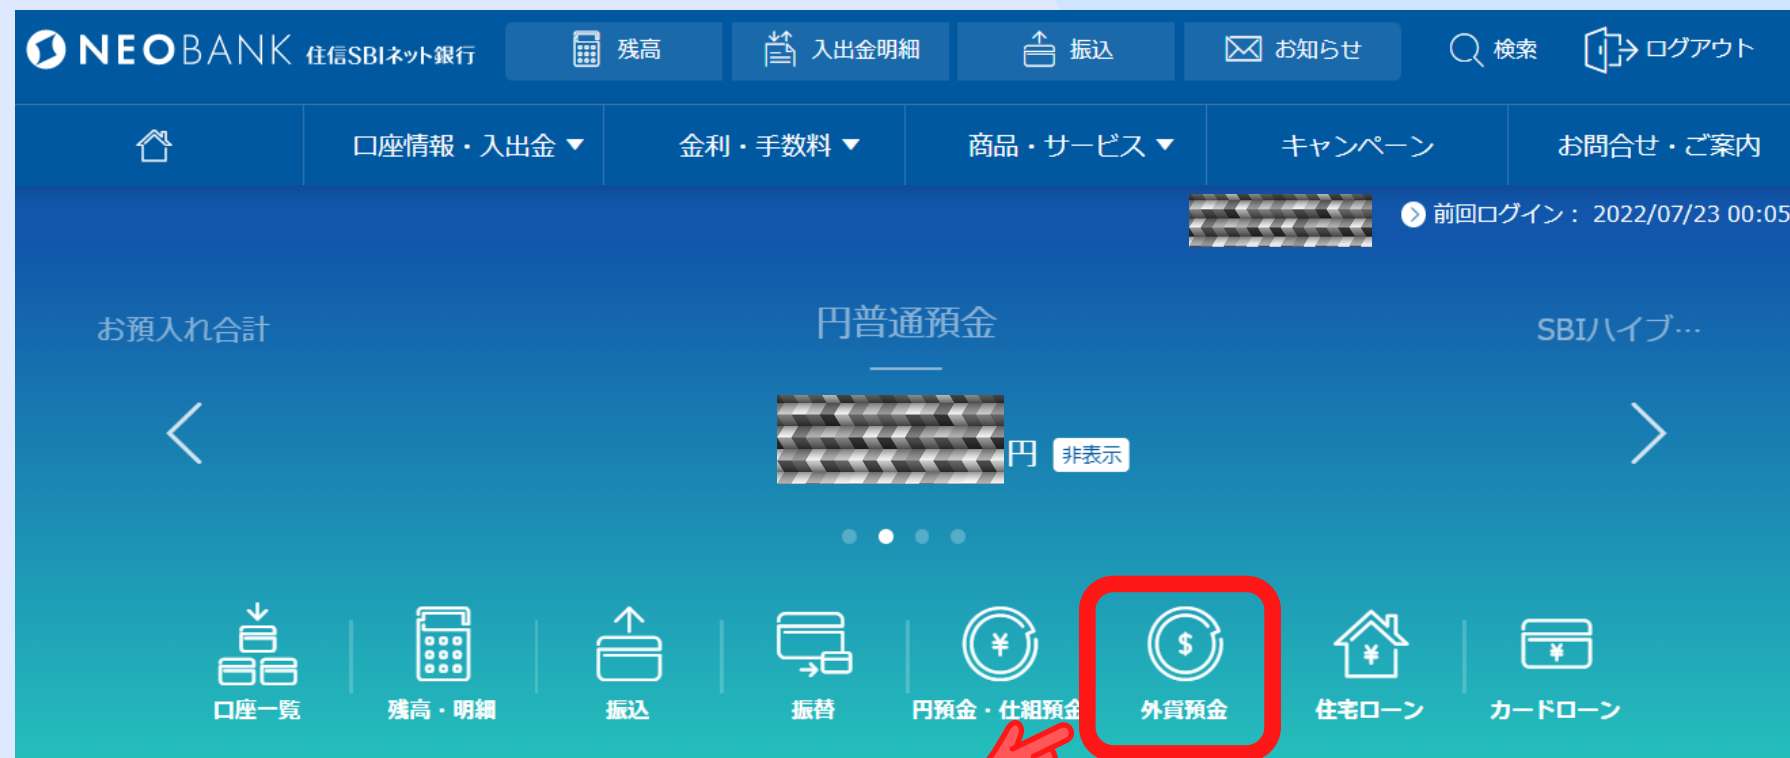 NEOBANK 住信SBIネット銀行 残高 入出金明細 振込 お知らせ 検索 ログアウト
口座情報・入出金▼ 金利・手数料▼ 商品・サービス▼ キャンペーン お問合せ・ご案内
前回ログイン： 2022/07/23 00:05
お預入れ合計 円普通預金 SBIハイブ…
円 非表示
口座一覧 残高・明細 振込 振替 円預金・仕組預金 外貨預金 住宅ローン カードローン